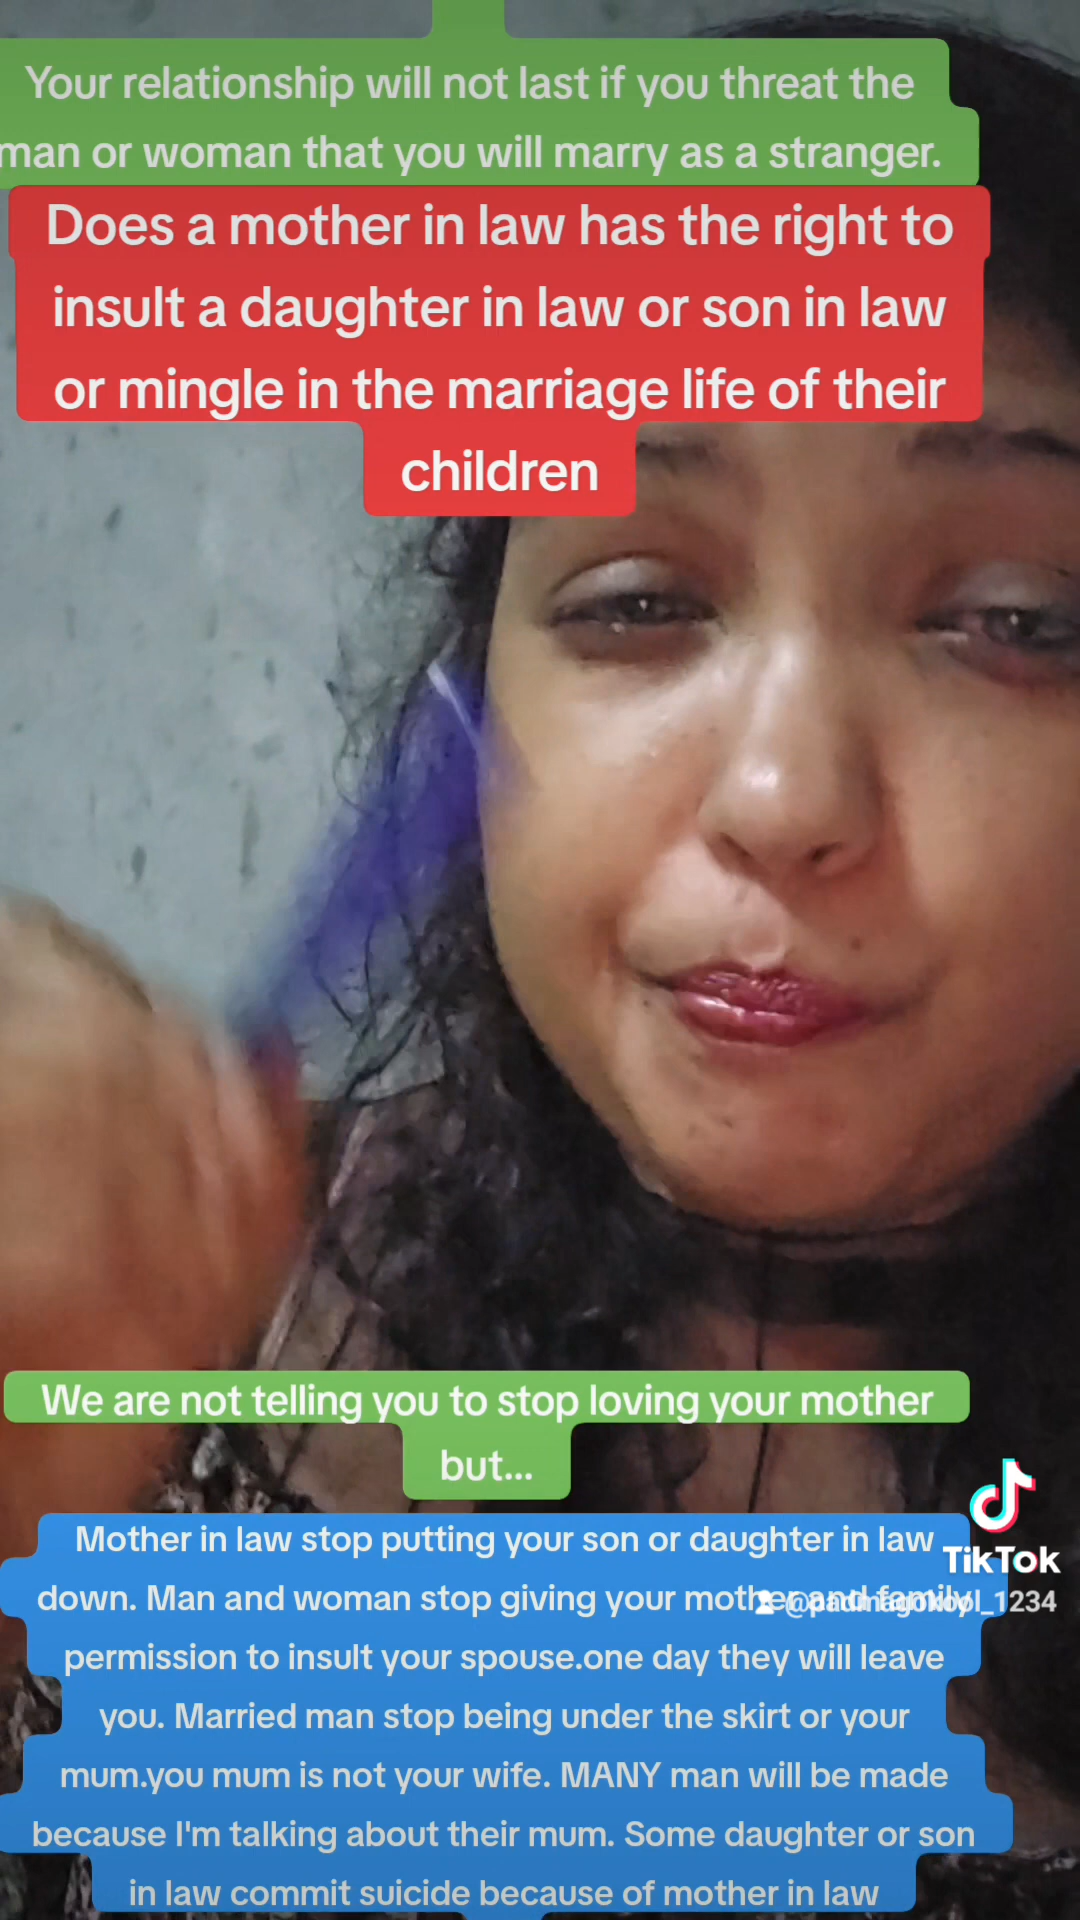 Your relationship will not last if you threat the
man or woman that you will marry as a stranger.
Does a mother in law has the right to
insult a daughter in law or son in law
or mingle in the marriage life of their
children
We are not telling you to stop loving your mother
but...
Mother in law stop putting your son or daughter in law
down. Man and woman stop giving your mother and family
permission to insult your spouse.one day they will leave
you. Married man stop being under the skirt or your
mum.you mum is not your wife. MANY man will be made
because I'm talking about their mum. Some daughter or son
in law commit suicide because of mother in law
TikTok
@padmagokool_1234